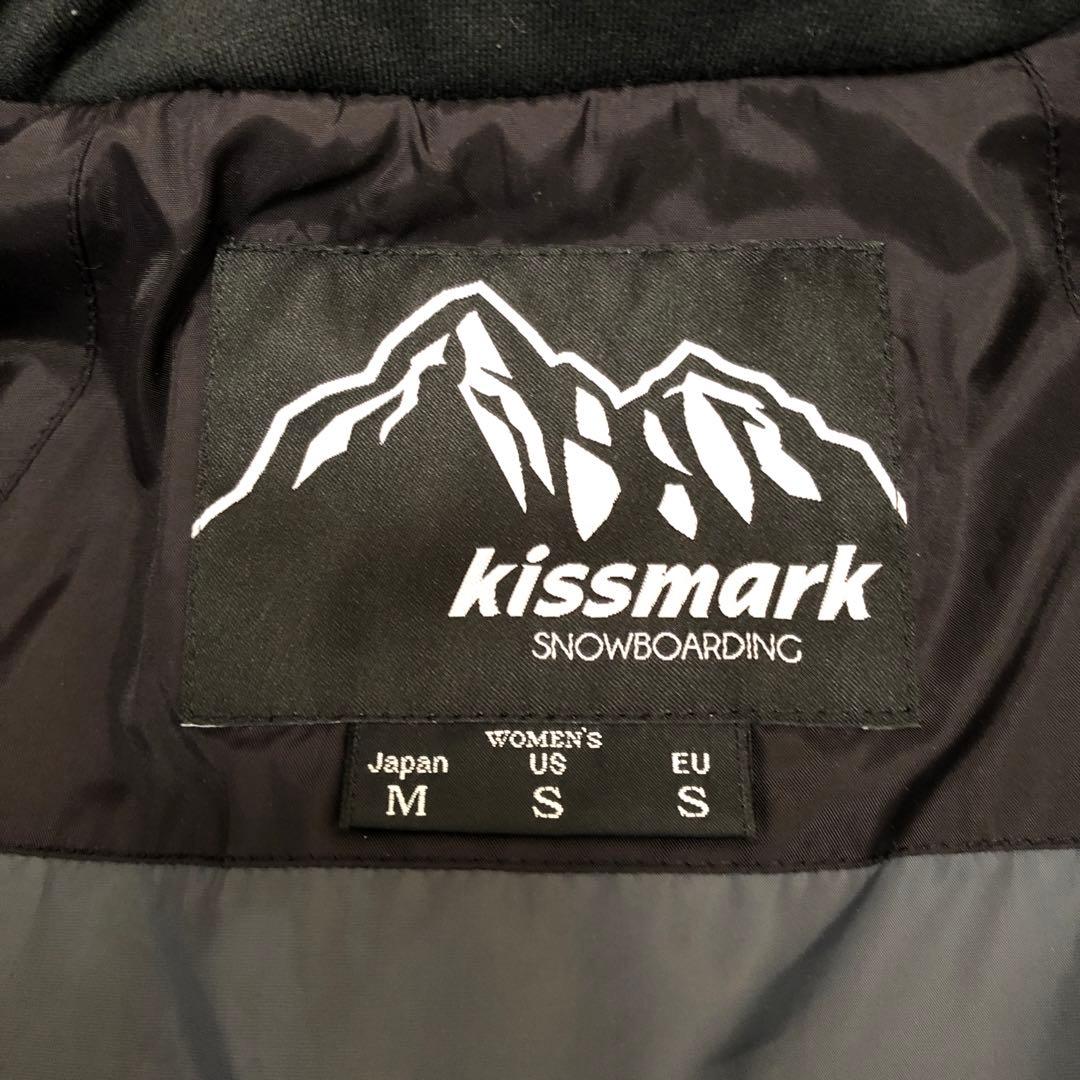 kissmark
SNOWBOARDING
WOMEN'S
Japan US EU
M S S